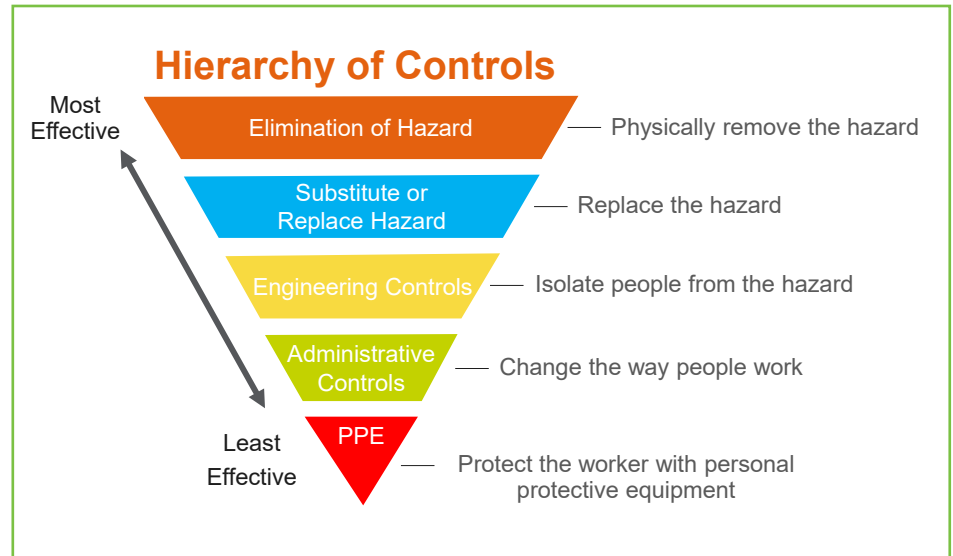 Hierarchy of Controls
Most
Effective
Elimination of Hazard
Physically remove the hazard
Substitute or
Replace Hazard
Replace the hazard
Engineering Controls
Isolate people from the hazard
Administrative
Controls
Change the way people work
PPE
Least
Effective
Protect the worker with personal
protective equipment